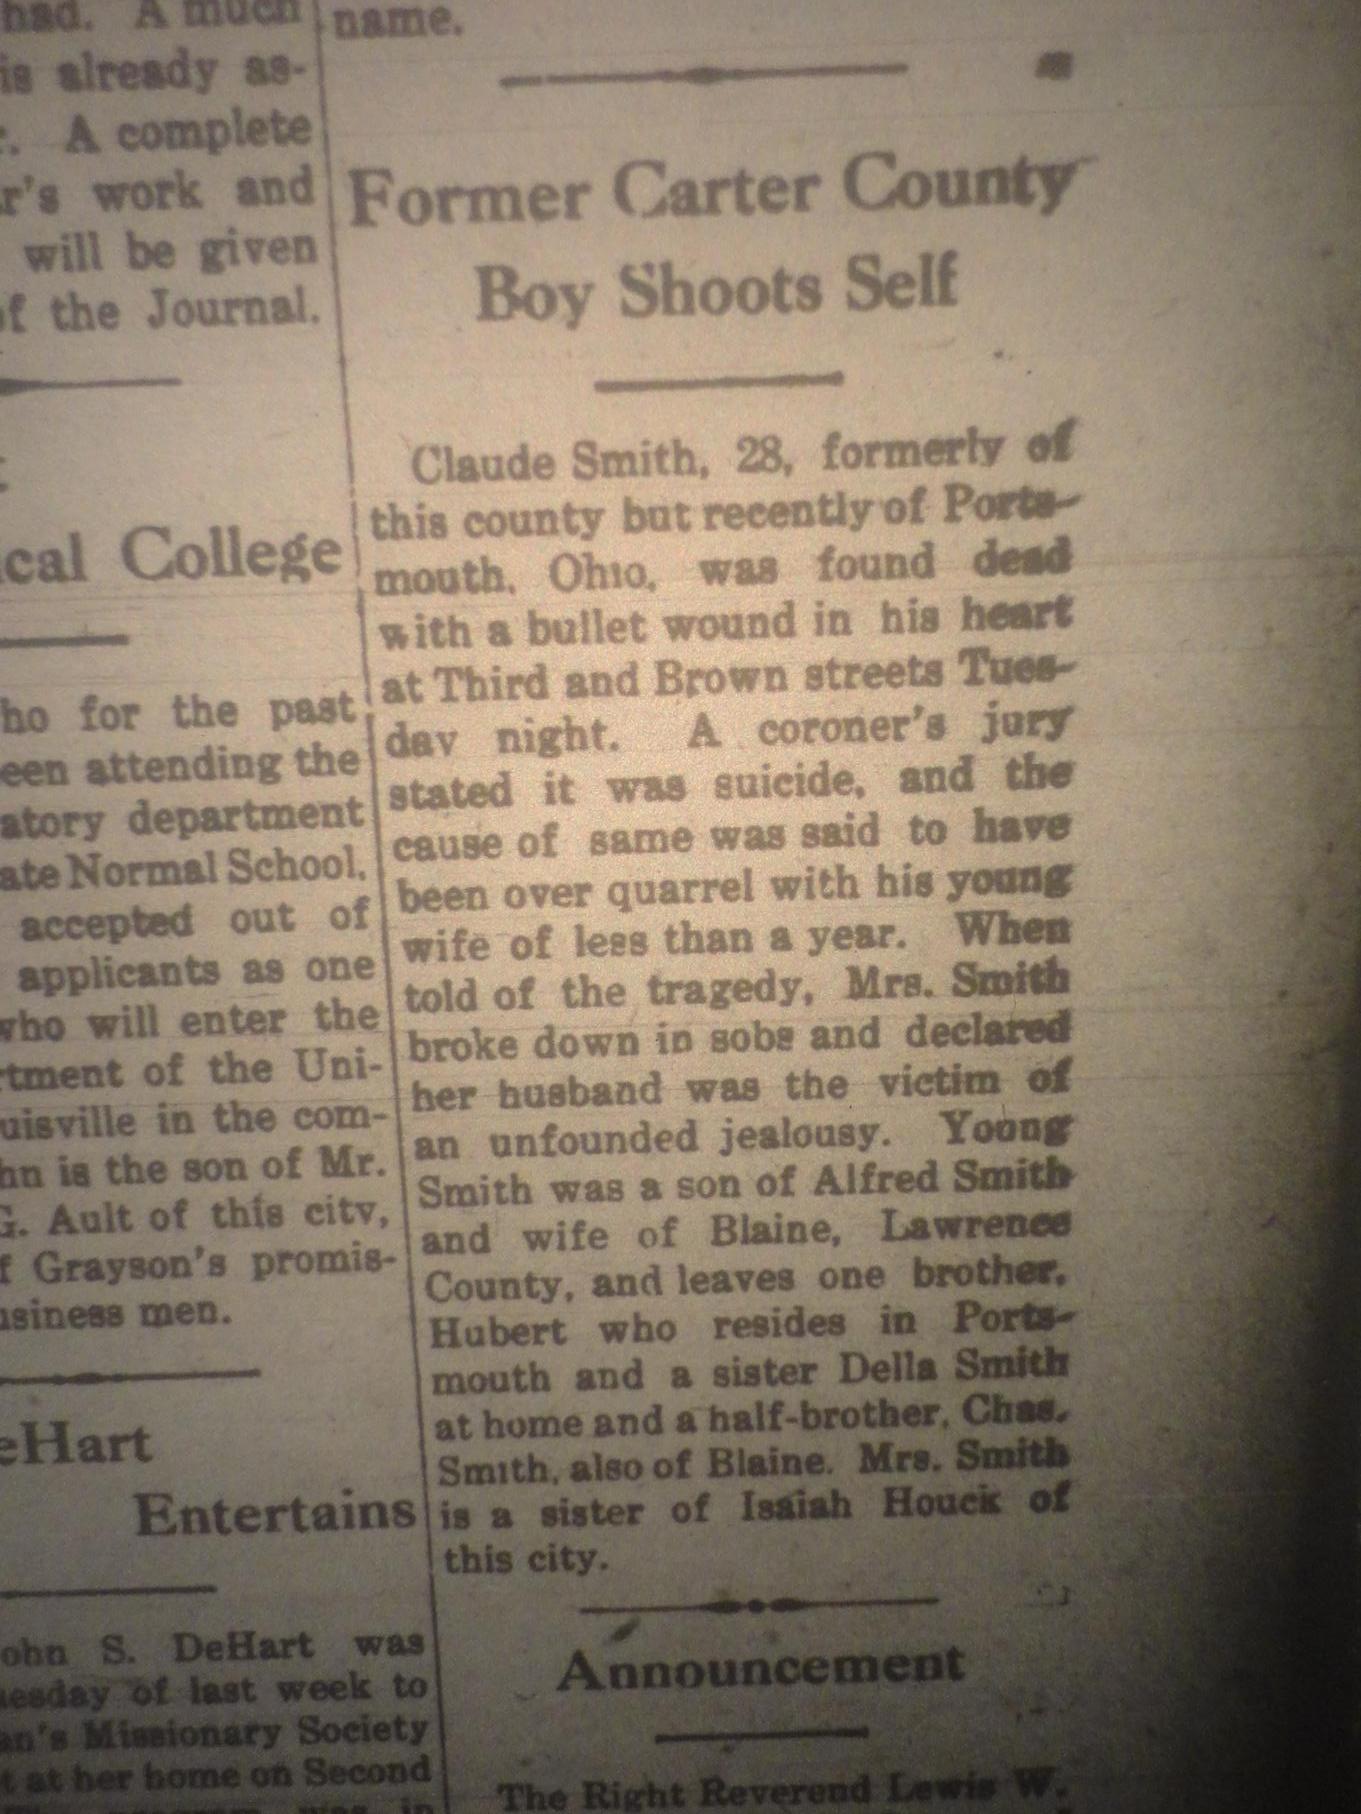 had. A much
is already as-
A complete
r's work and
will be given
of the Journal.
ical College
ho for the past
een attending the
atory department
ate Normal School,
accepted out of
applicants as one
who will enter the
rtment of the Uni-
uisville in the com-
hn is the son of Mr.
G. Ault of this city,
f Grayson's promis-
usiness men.
eHart
Entertains
ohn S. DeHart was
uesday of last week to
an's Missionary Society
t at her home on Second
program was in
name.
Former Carter County
Boy Shoots Self
Claude Smith, 28, formerly of
this county but recently of Ports-
mouth, Ohio, was found dead
with a bullet wound in his heart
at Third and Brown streets Tues-
day night. A coroner's jury
stated it was suicide, and the
cause of same was said to have
been over quarrel with his young
wife of less than a year. When
told of the tragedy, Mrs. Smith
broke down in sobs and declared
her husband was the victim of
an unfounded jealousy. Young
Smith was a son of Alfred Smith
and wife of Blaine, Lawrence
County, and leaves one brother,
Hubert who resides in Ports-
mouth and a sister Della Smith
at home and a half-brother, Chas.
Smith, also of Blaine. Mrs. Smith
is a sister of Isaiah Houck of
this city.
Announcement
The Right Reverend Lewis W.